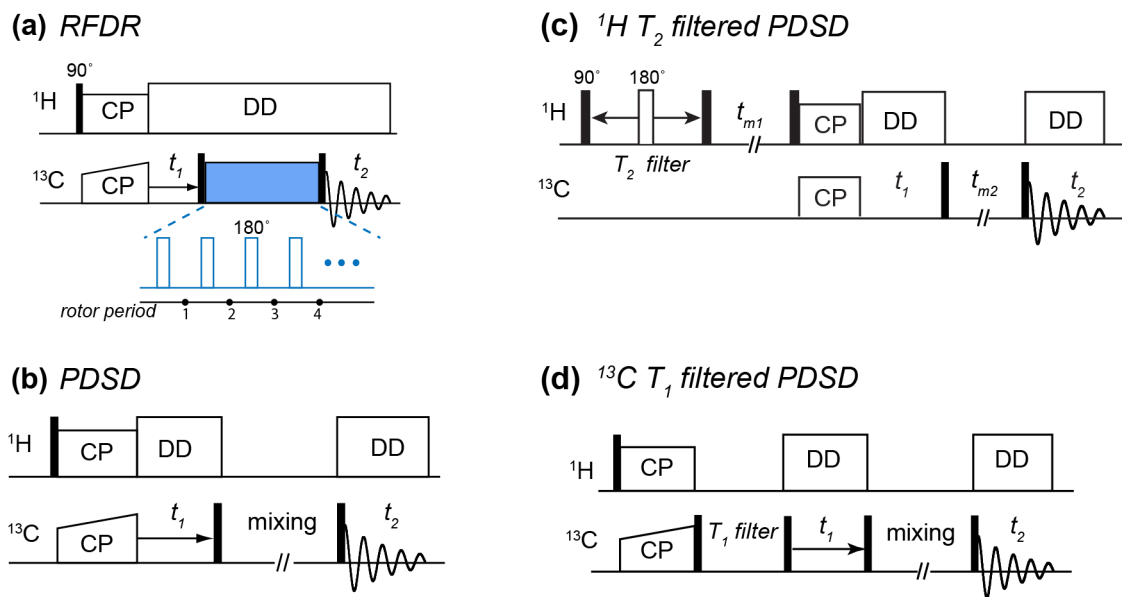 (a) RFDR
90°
¹H
CP
DD
¹³C
CP
t₁
t₂
180°
• • •
rotor period
1 2 3 4
(b) PDSD
¹H
CP
DD
DD
¹³C
CP
t₁
mixing
t₂
(c) ¹H T₂ filtered PDSD
90°
180°
¹H
tₘ₁
CP
DD
DD
T₂ filter
¹³C
CP
t₁
tₘ₂
t₂
(d) ¹³C T₁ filtered PDSD
¹H
CP
DD
DD
¹³C
CP
T₁ filter
t₁
mixing
t₂